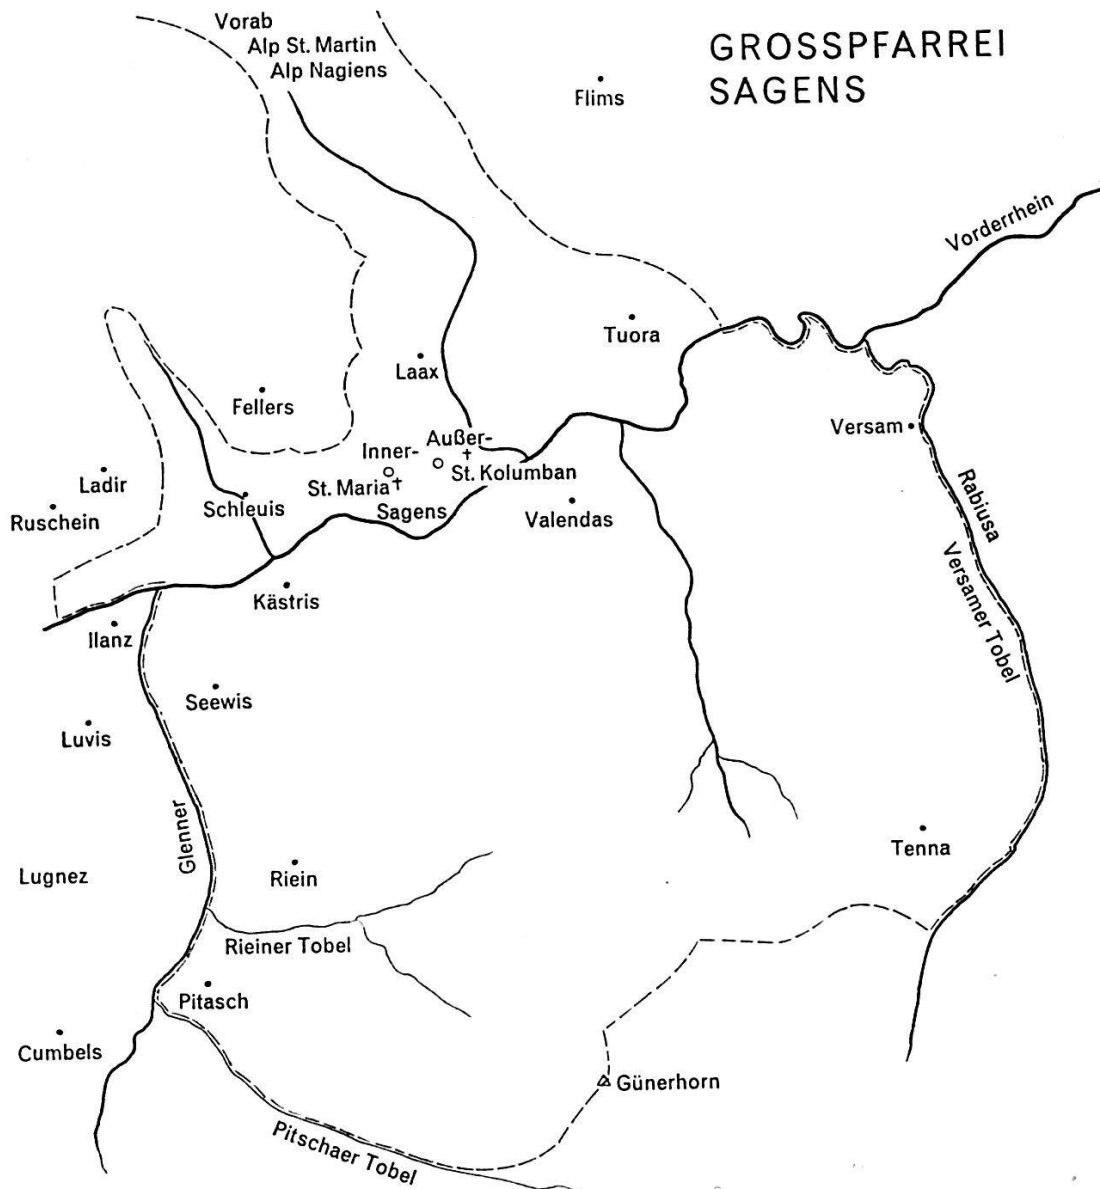 GROSSPFARREI
SAGENS
Vorab
Alp St. Martin
Alp Nagiens
Flims
Vorderrhein
Tuora
Laax
Fellers
Versam
Außer-
Inner-
St. Kolumban
St. Maria
Sagens
Ladir
Ruschein
Schleuis
Valendas
Rabiusa
Versamer Tobel
Kästris
Ilanz
Seewis
Luvis
Glenner
Tenna
Lugnez
Riein
Rieiner Tobel
Pitasch
Cumbels
Günerhorn
Pitschaer Tobel